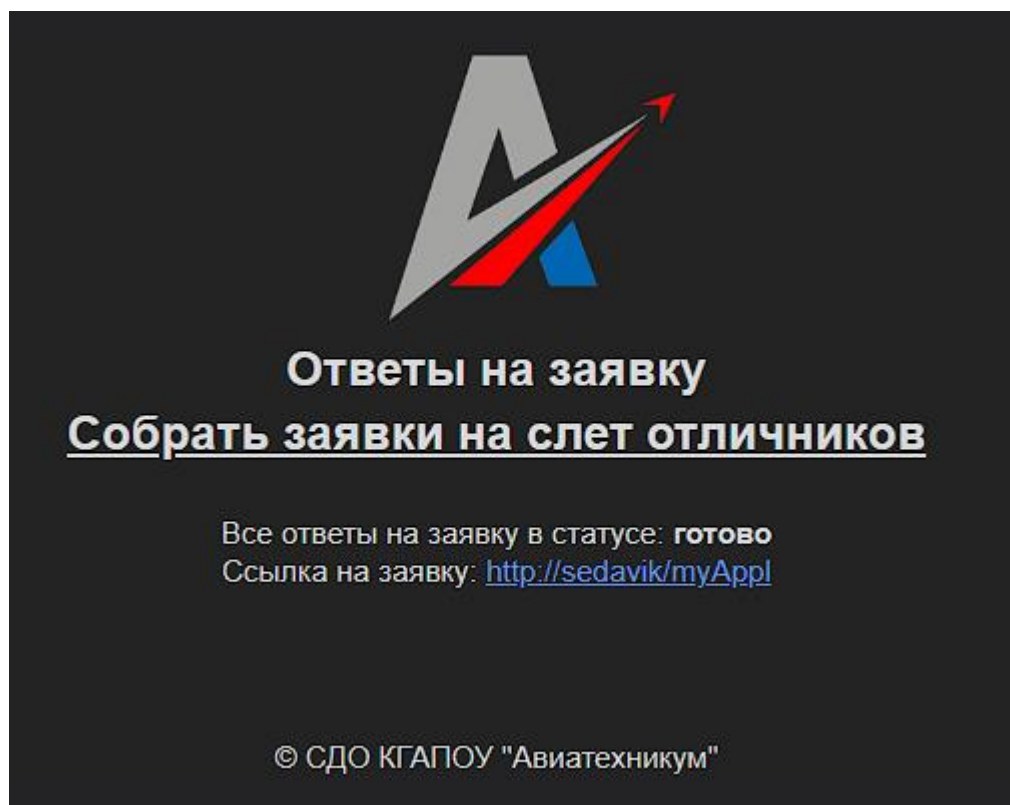 Ответы на заявку
Собрать заявки на слет отличников
Все ответы на заявку в статусе: готово
Ссылка на заявку: http://sedavik/myAppl
© СДО КГАПОУ "Авиатехникум"